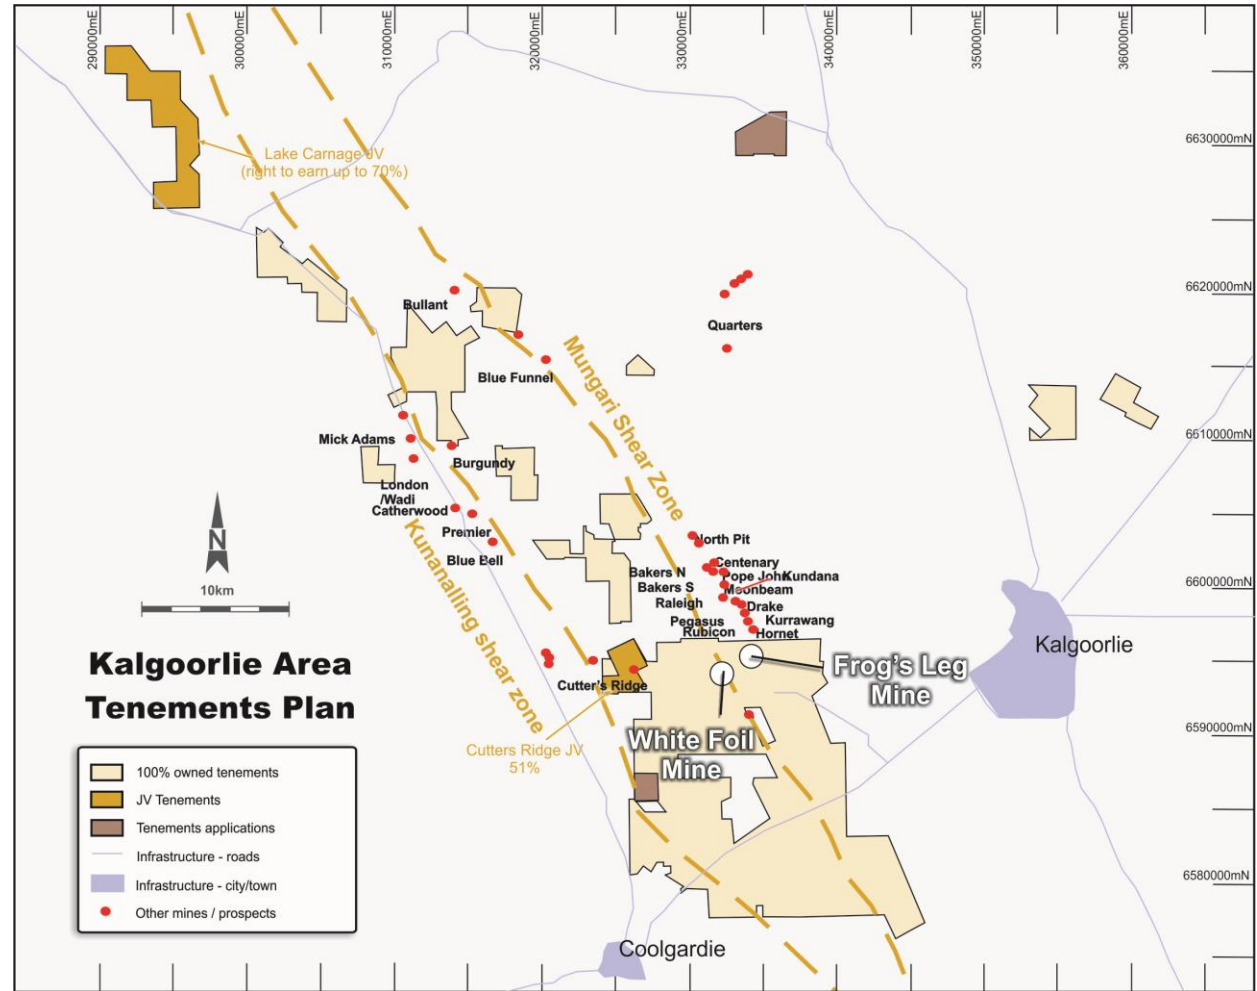 290000mE
300000mE
310000mE
320000mE
330000mE
340000mE
350000mE
360000mE
6630000mN
Lake Carnage JV
(right to earn up to 70%)
6620000mN
Bullant
Quarters
Mungari Shear Zone
Blue Funnel
6510000mN
Mick Adams
Burgundy
London
/Wadi
Catherwood
Premier
Blue Bell
Kunanalling shear zone
North Pit
Centenary
Bakers N
Pope John
Kundana
6600000mN
Bakers S
Moonbeam
Raleigh
Drake
Pegasus
Kurrawang
Rubicon
Hornet
Kalgoorlie
N
10km
Kalgoorlie Area
Tenements Plan
Cutter's Ridge
Frog's Leg
Mine
6590000mN
White Foil
Mine
Cutters Ridge JV
51%
100% owned tenements
JV Tenements
Tenements applications
Infrastructure - roads
Infrastructure - city/town
Other mines / prospects
6580000mN
Coolgardie